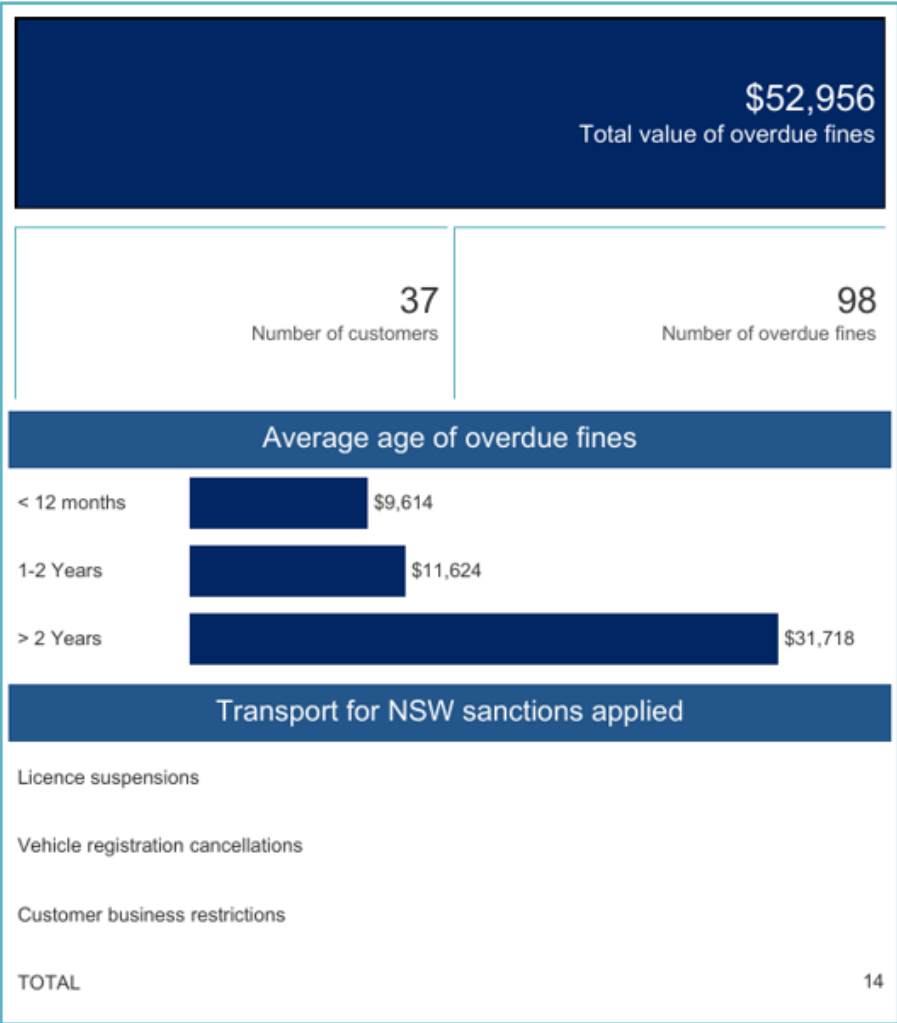 $52,956
Total value of overdue fines
37
Number of customers
98
Number of overdue fines
Average age of overdue fines
< 12 months $9,614
1-2 Years $11,624
> 2 Years $31,718
Transport for NSW sanctions applied
Licence suspensions
Vehicle registration cancellations
Customer business restrictions
TOTAL 14